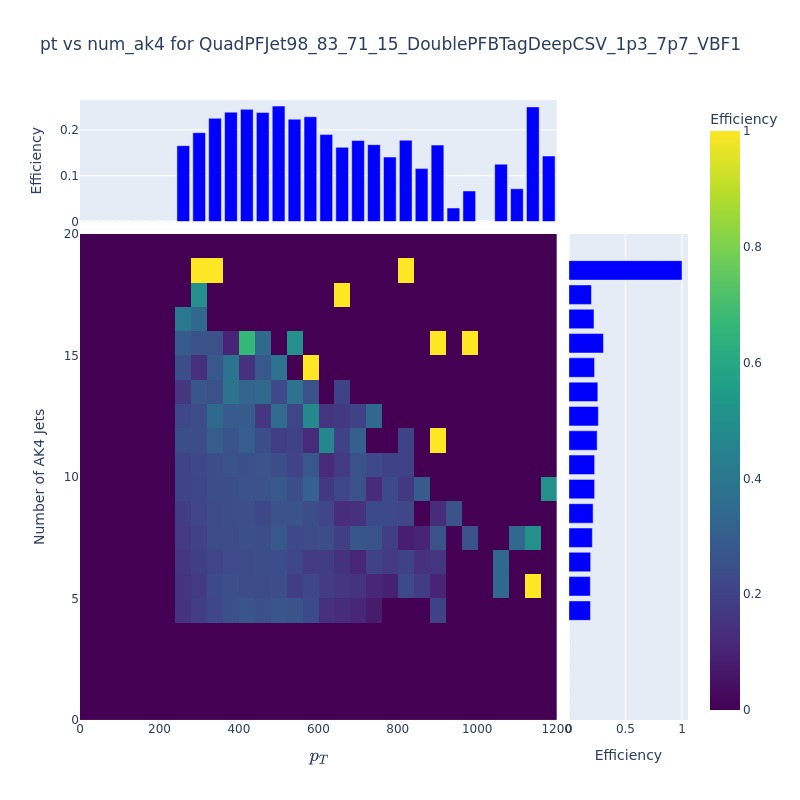 pt vs num_ak4 for QuadPFJet98_83_71_15_DoublePFBTagDeepCSV_1p3_7p7_VBF1
Efficiency
0.2
0.1
0
Efficiency
1
0.8
0.6
0.4
0.2
0
Number of AK4 Jets
20
15
10
5
0
0 200 400 600 800 1000 1200
p_T
0 0.5 1
Efficiency